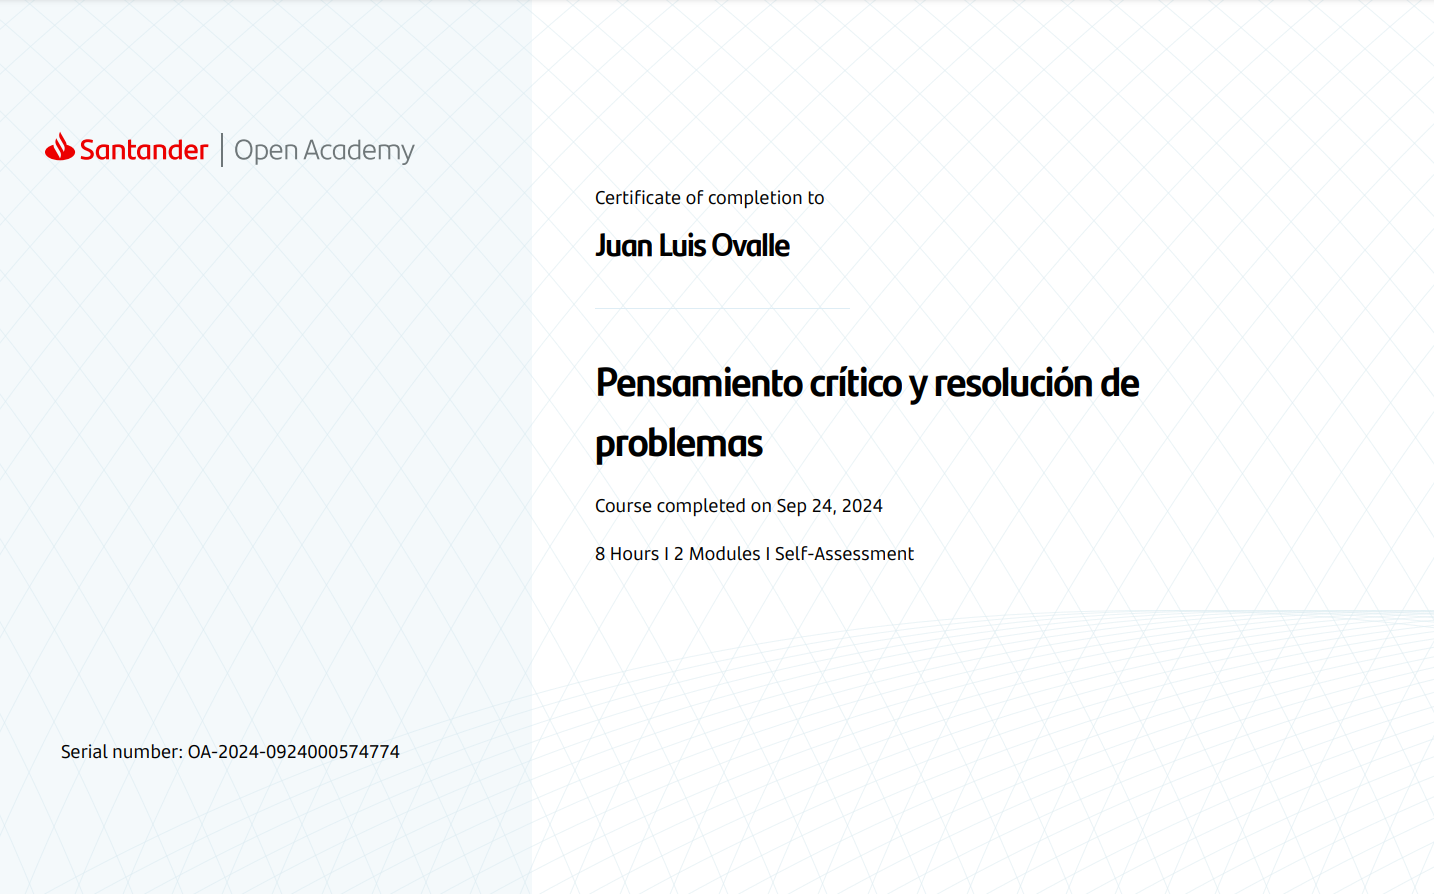 Santander | Open Academy
Certificate of completion to
Juan Luis Ovalle
Pensamiento crítico y resolución de
problemas
Course completed on Sep 24, 2024
8 Hours I 2 Modules I Self-Assessment
Serial number: OA-2024-0924000574774